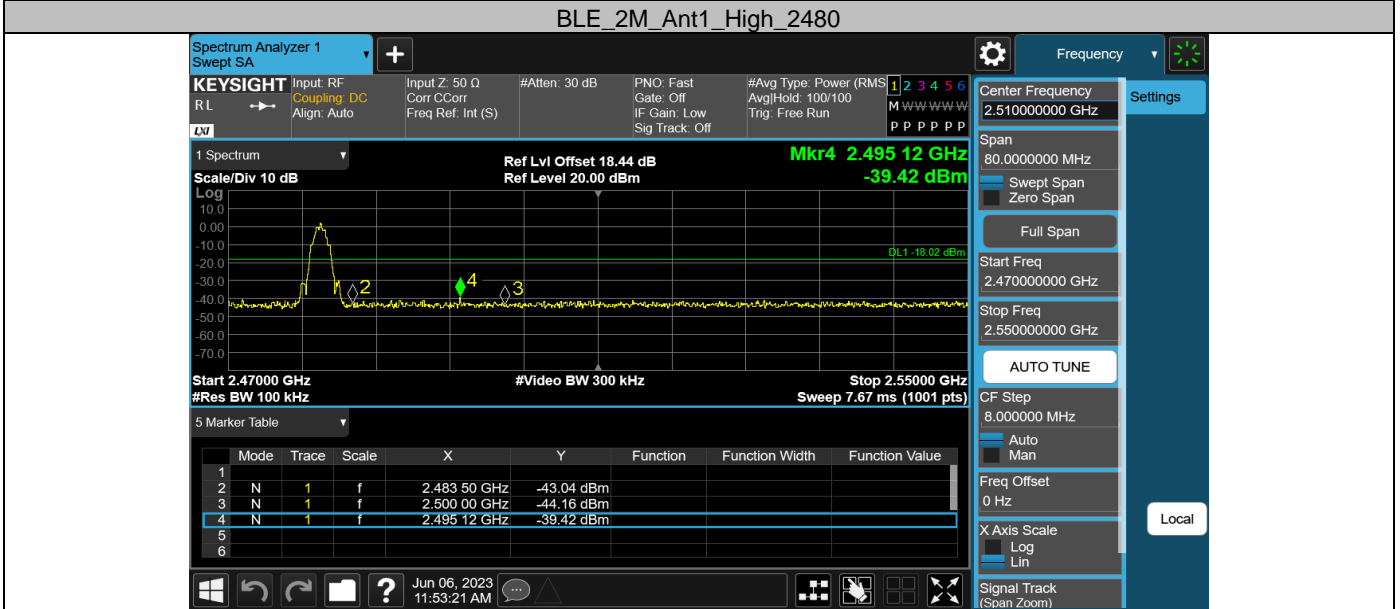 BLE_2M_Ant1_High_2480
Spectrum Analyzer 1
Swept SA
+
Frequency
KEYSIGHT
RL
LXI
Input: RF
Coupling: DC
Align: Auto
Input Z: 50 Ω
Corr CCorr
Freq Ref: Int (S)
#Atten: 30 dB
PNO: Fast
Gate: Off
IF Gain: Low
Sig Track: Off
#Avg Type: Power (RMS
Avg|Hold: 100/100
Trig: Free Run
1 2 3 4 5 6
M W W W W W
P P P P P P
1 Spectrum
Scale/Div 10 dB
Ref Lvl Offset 18.44 dB
Ref Level 20.00 dBm
Mkr4 2.495 12 GHz
-39.42 dBm
Log
10.0
0.00
-10.0
-20.0
-30.0
-40.0
-50.0
-60.0
-70.0
DL1 -18.02 dBm
2
4
3
Start 2.47000 GHz
#Video BW 300 kHz
Stop 2.55000 GHz
#Res BW 100 kHz
Sweep 7.67 ms (1001 pts)
5 Marker Table
Mode Trace Scale X Y Function Function Width Function Value
1
2 N 1 f 2.483 50 GHz -43.04 dBm
3 N 1 f 2.500 00 GHz -44.16 dBm
4 N 1 f 2.495 12 GHz -39.42 dBm
5
6
?
Jun 06, 2023
11:53:21 AM
Center Frequency
2.510000000 GHz
Span
80.0000000 MHz
Swept Span
Zero Span
Full Span
Start Freq
2.470000000 GHz
Stop Freq
2.550000000 GHz
AUTO TUNE
CF Step
8.000000 MHz
Auto
Man
Freq Offset
0 Hz
X Axis Scale
Log
Lin
Signal Track
(Span Zoom)
Settings
Local